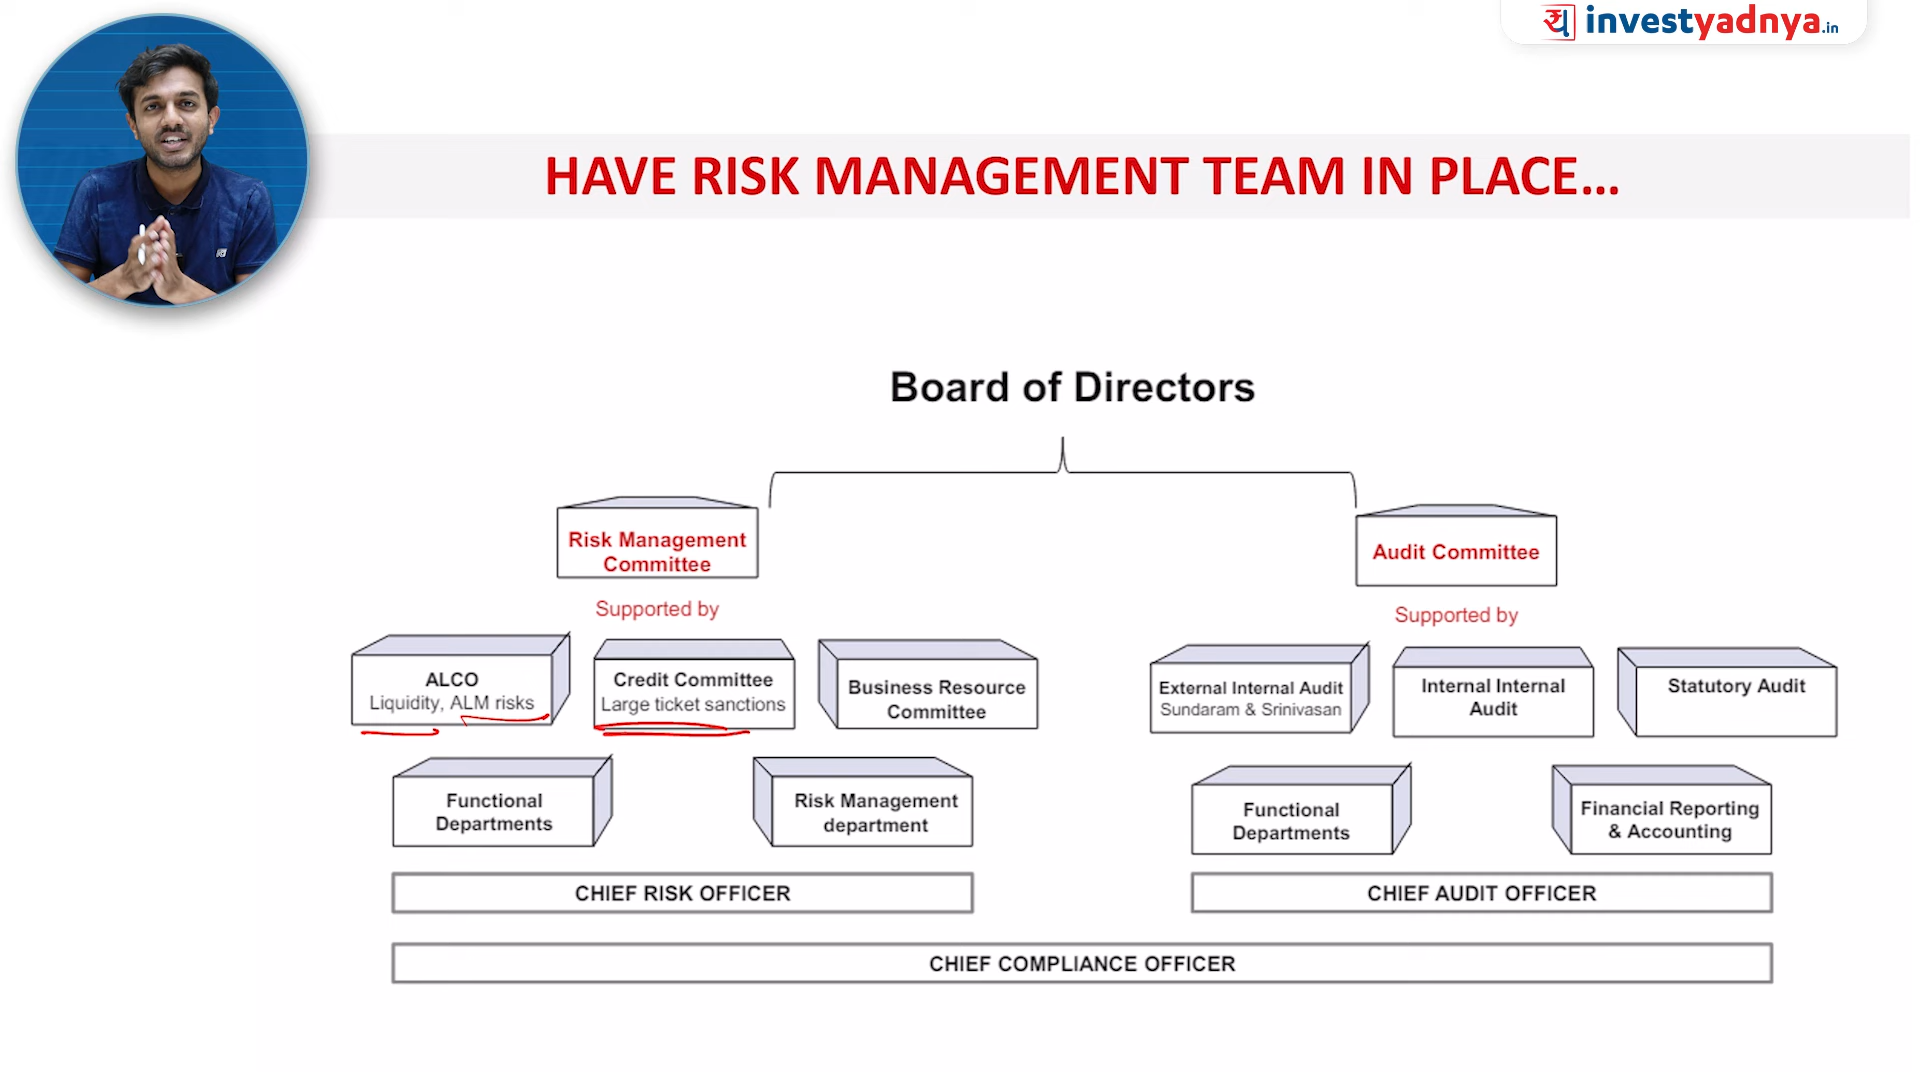 investyadnya.in
HAVE RISK MANAGEMENT TEAM IN PLACE...
Board of Directors
Risk Management
Committee
Audit Committee
Supported by
Supported by
ALCO
Liquidity, ALM risks
Credit Committee
Large ticket sanctions
Business Resource
Committee
External Internal Audit
Sundaram & Srinivasan
Internal Internal
Audit
Statutory Audit
Functional
Departments
Risk Management
department
Functional
Departments
Financial Reporting
& Accounting
CHIEF RISK OFFICER
CHIEF AUDIT OFFICER
CHIEF COMPLIANCE OFFICER